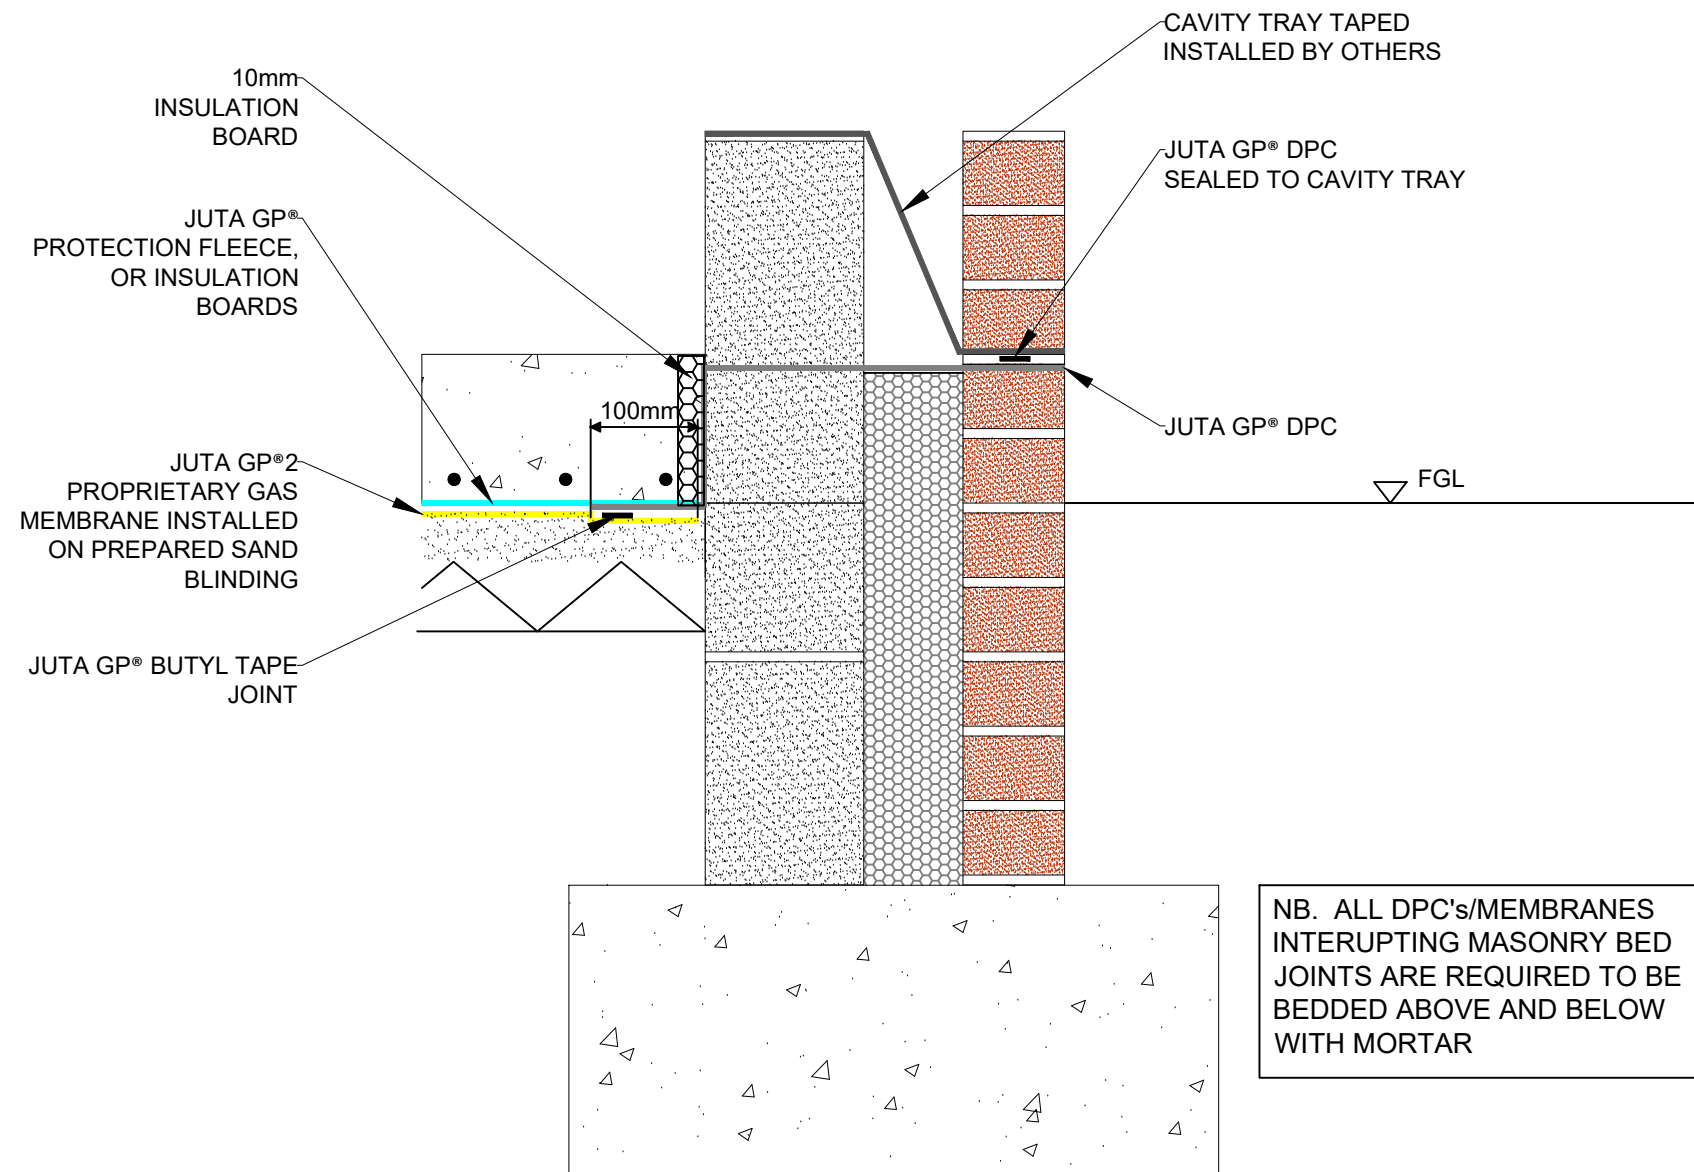 CAVITY TRAY TAPED
INSTALLED BY OTHERS
10mm
INSULATION
BOARD
JUTA GP® DPC
SEALED TO CAVITY TRAY
JUTA GP®
PROTECTION FLEECE,
OR INSULATION
BOARDS
100mm
JUTA GP® DPC
JUTA GP®2
PROPRIETARY GAS
MEMBRANE INSTALLED
ON PREPARED SAND
BLINDING
FGL
JUTA GP® BUTYL TAPE
JOINT
NB. ALL DPC's/MEMBRANES
INTERUPTING MASONRY BED
JOINTS ARE REQUIRED TO BE
BEDDED ABOVE AND BELOW
WITH MORTAR